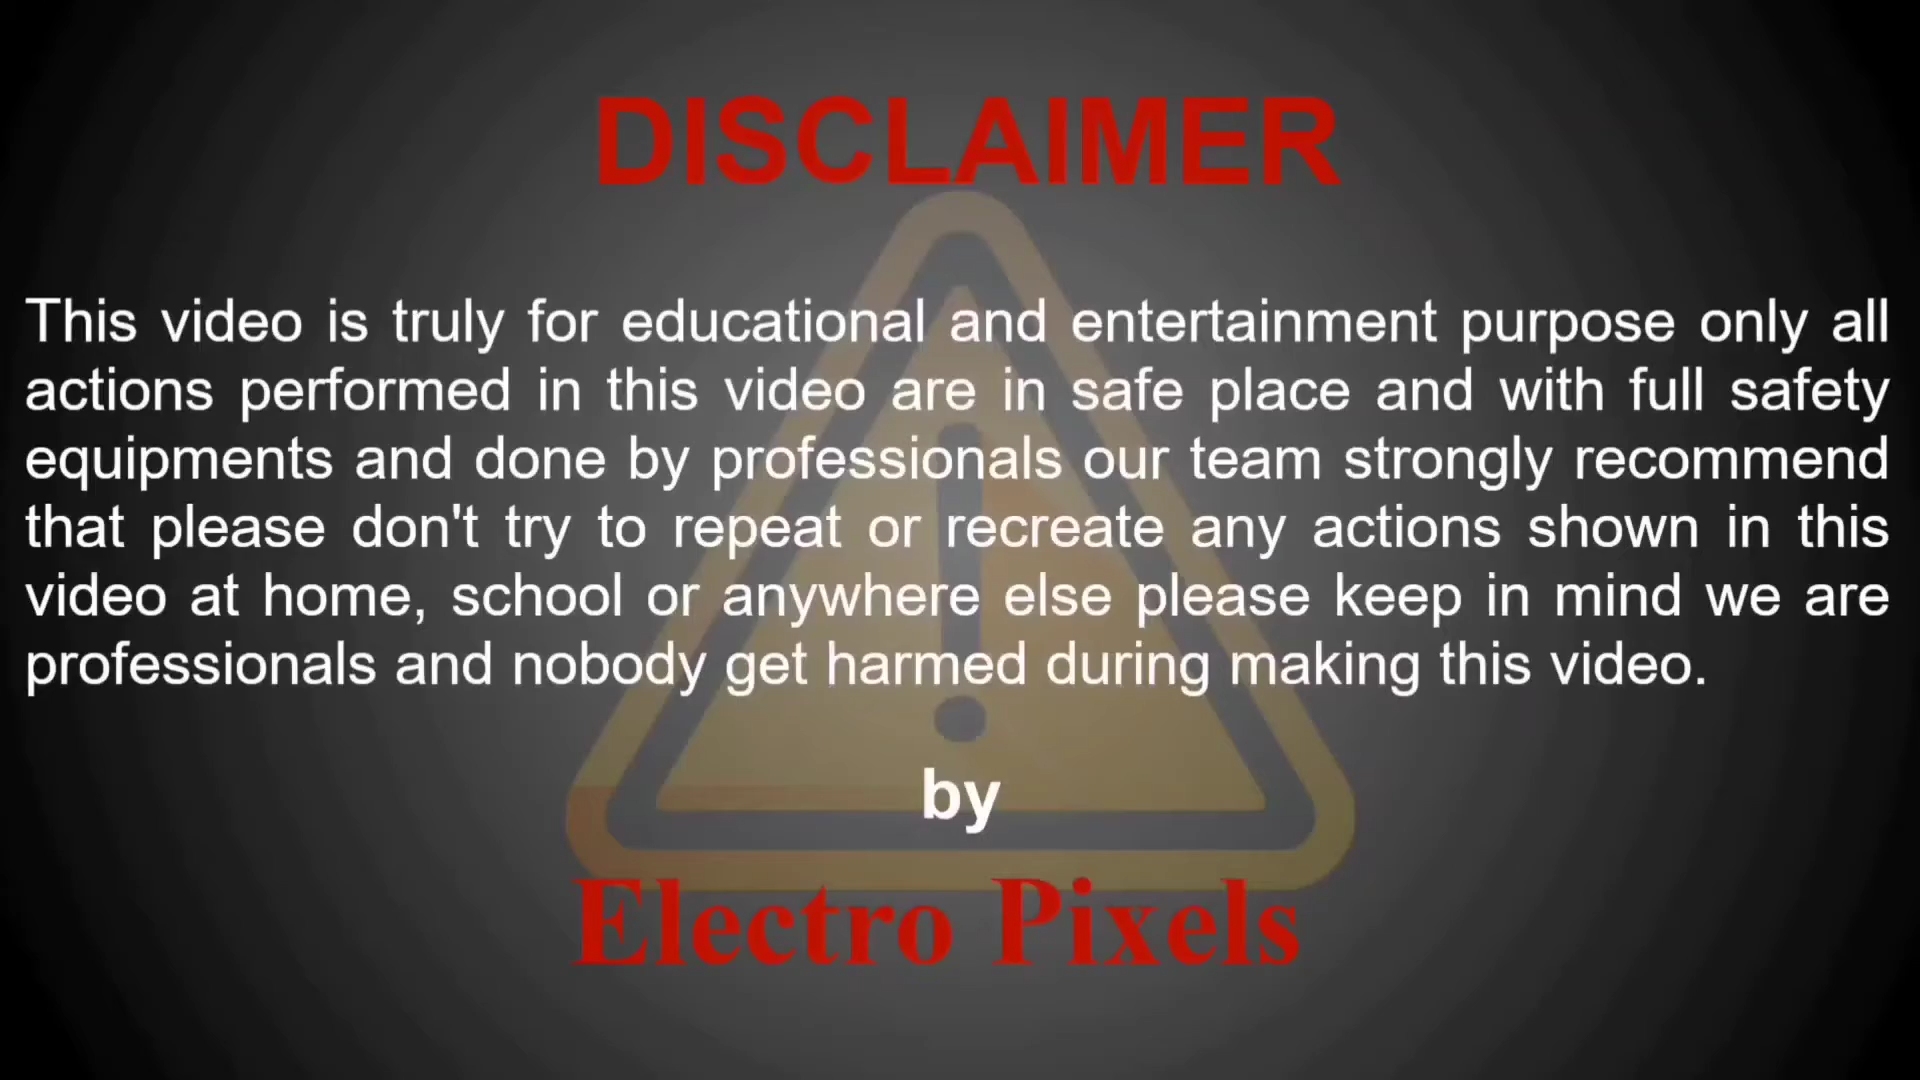 DISCLAIMER
This video is truly for educational and entertainment purpose only all
actions performed in this video are in safe place and with full safety
equipments and done by professionals our team strongly recommend
that please don't try to repeat or recreate any actions shown in this
video at home, school or anywhere else please keep in mind we are
professionals and nobody get harmed during making this video.
by
Electro Pixels